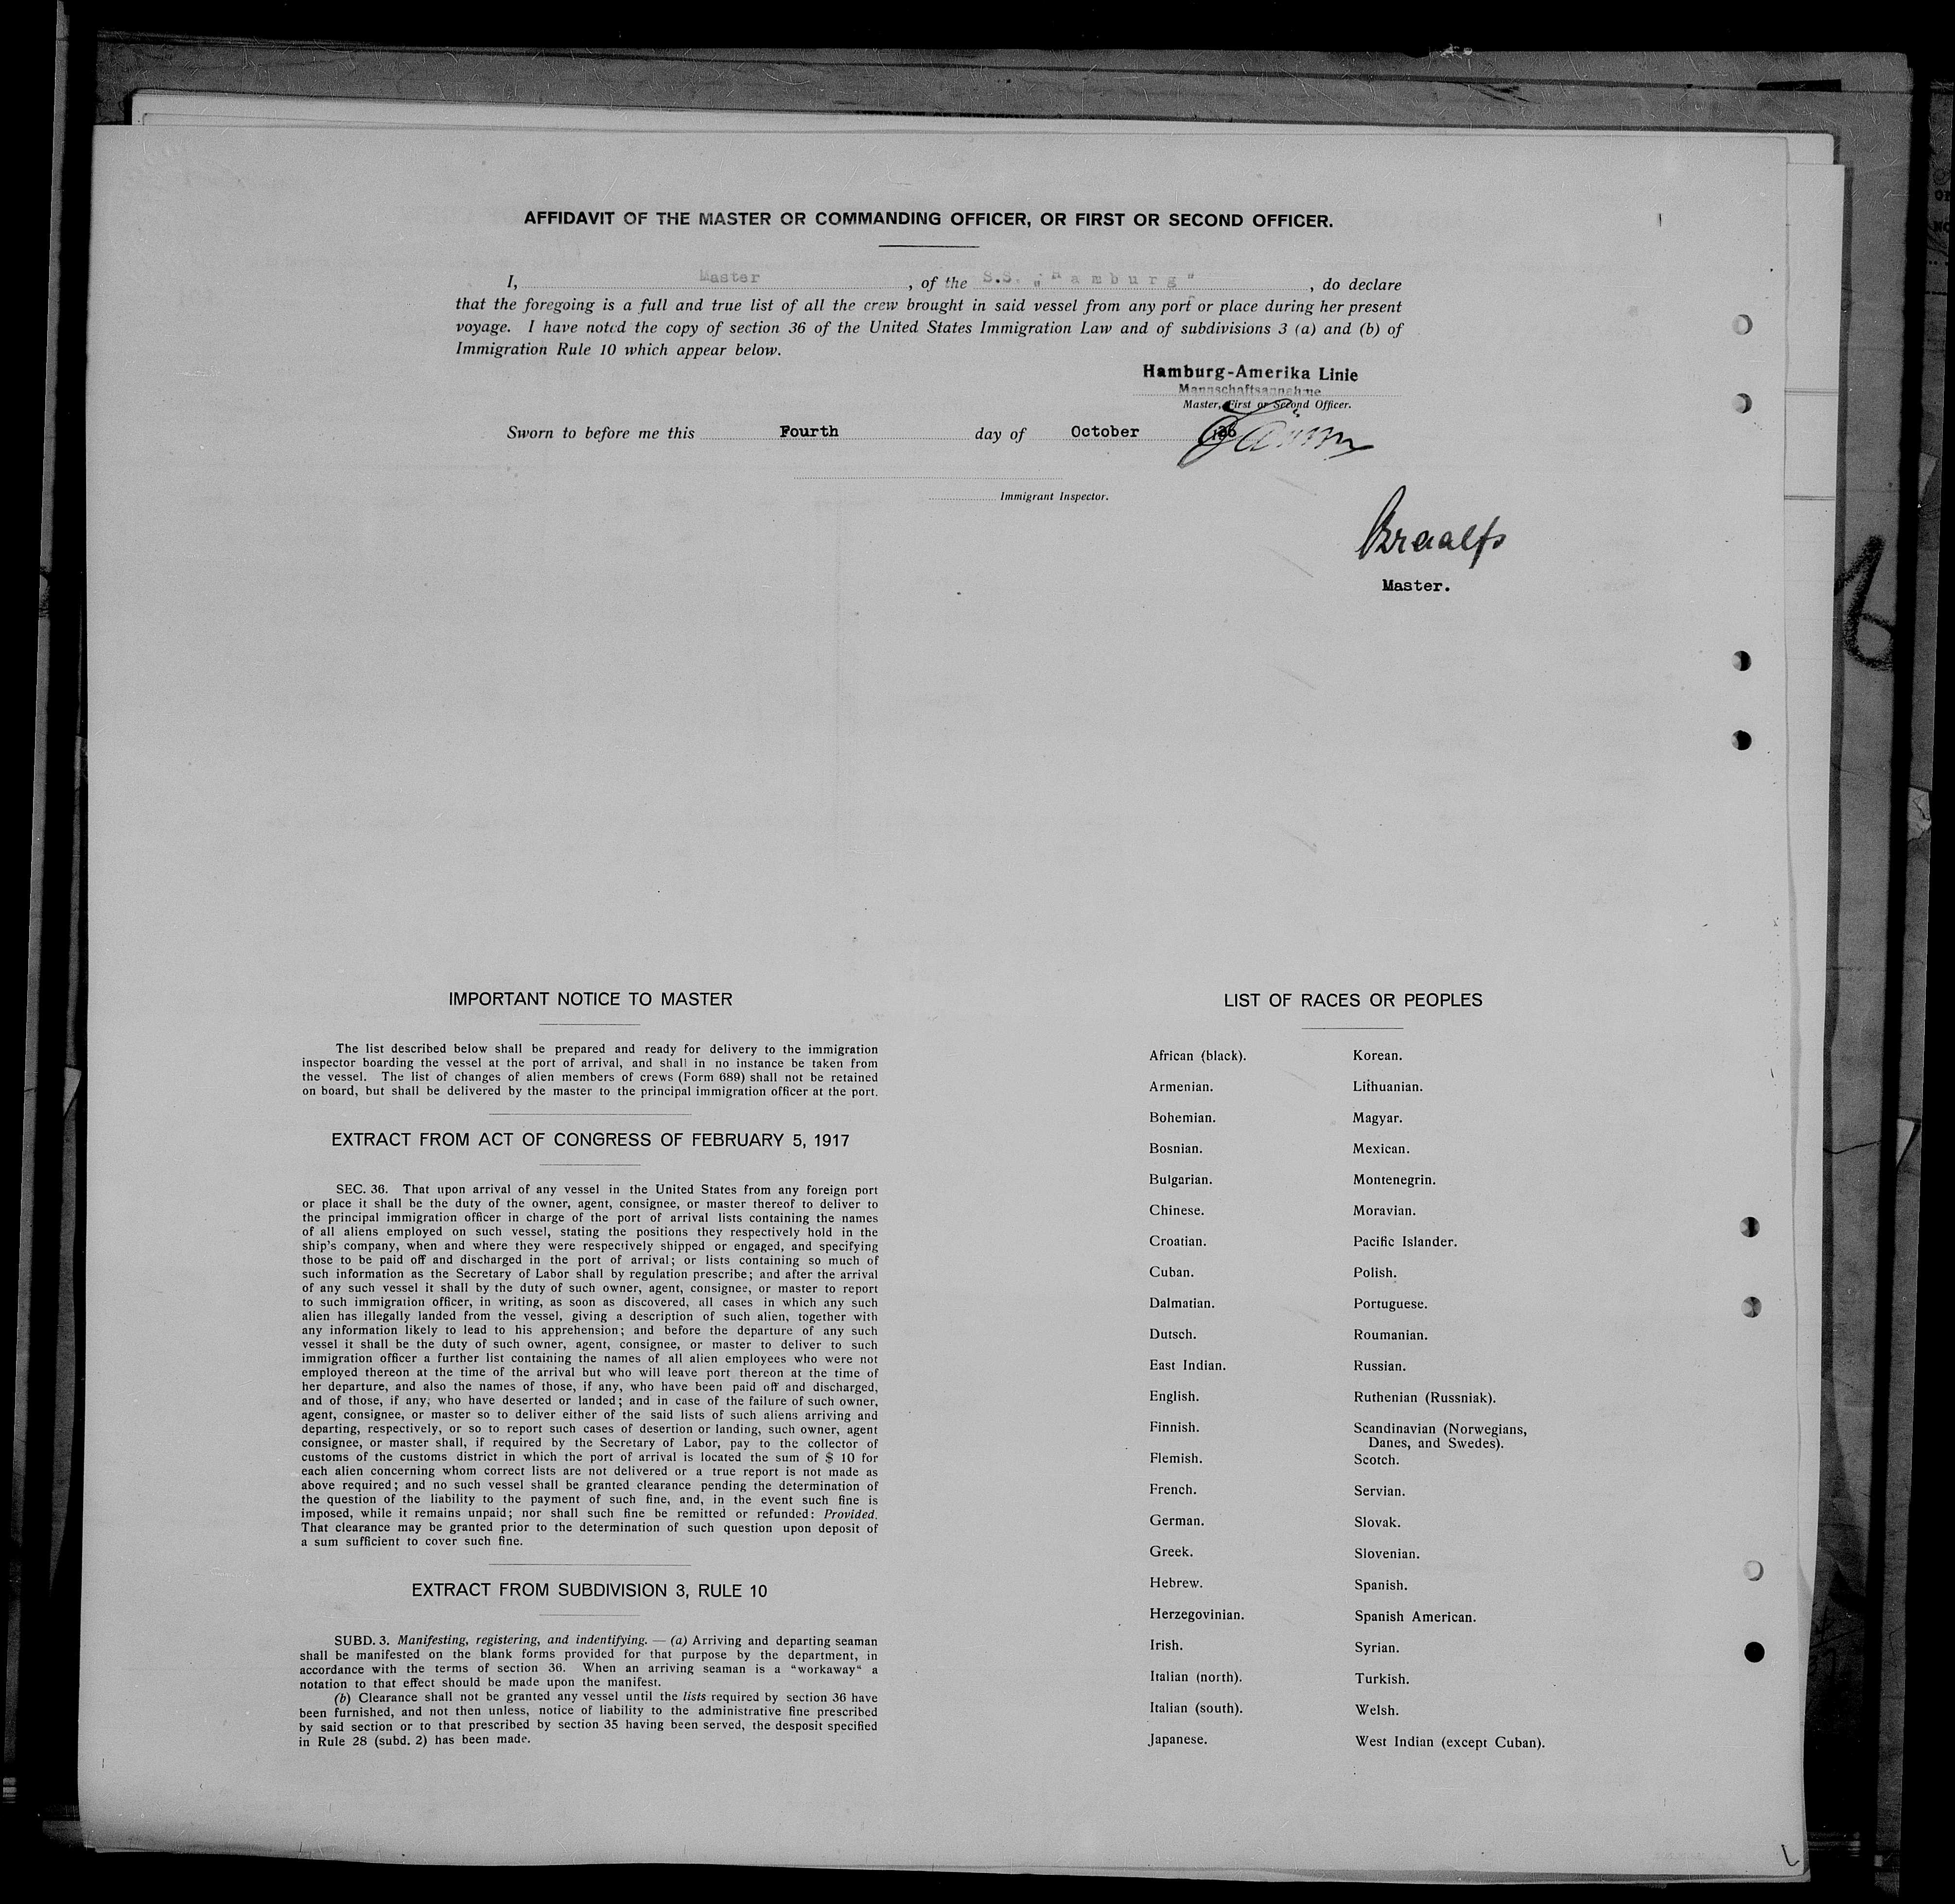 AFFIDAVIT OF THE MASTER OR COMMANDING OFFICER, OR FIRST OR SECOND OFFICER.
I, Master, of the S.S. „Hamburg", do declare
that the foregoing is a full and true list of all the crew brought in said vessel from any port or place during her present
voyage. I have noted the copy of section 36 of the United States Immigration Law and of subdivisions 3 (a) and (b) of
Immigration Rule 10 which appear below.
Hamburg-Amerika Linie
Mannschaftsannahme
Master, First or Second Officer.
Sworn to before me this Fourth day of October
Immigrant Inspector.
Master.
IMPORTANT NOTICE TO MASTER
The list described below shall be prepared and ready for delivery to the immigration
inspector boarding the vessel at the port of arrival, and shall in no instance be taken from
the vessel. The list of changes of alien members of crews (Form 689) shall not be retained
on board, but shall be delivered by the master to the principal immigration officer at the port.
EXTRACT FROM ACT OF CONGRESS OF FEBRUARY 5, 1917
SEC. 36. That upon arrival of any vessel in the United States from any foreign port
or place it shall be the duty of the owner, agent, consignee, or master thereof to deliver to
the principal immigration officer in charge of the port of arrival lists containing the names
of all aliens employed on such vessel, stating the positions they respectively hold in the
ship's company, when and where they were respectively shipped or engaged, and specifying
those to be paid off and discharged in the port of arrival; or lists containing so much of
such information as the Secretary of Labor shall by regulation prescribe; and after the arrival
of any such vessel it shall by the duty of such owner, agent, consignee, or master to report
to such immigration officer, in writing, as soon as discovered, all cases in which any such
alien has illegally landed from the vessel, giving a description of such alien, together with
any information likely to lead to his apprehension; and before the departure of any such
vessel it shall be the duty of such owner, agent, consignee, or master to deliver to such
immigration officer a further list containing the names of all alien employees who were not
employed thereon at the time of the arrival but who will leave port thereon at the time of
her departure, and also the names of those, if any, who have been paid off and discharged,
and of those, if any, who have deserted or landed; and in case of the failure of such owner,
agent, consignee, or master so to deliver either of the said lists of such aliens arriving and
departing, respectively, or so to report such cases of desertion or landing, such owner, agent
consignee, or master shall, if required by the Secretary of Labor, pay to the collector of
customs of the customs district in which the port of arrival is located the sum of $ 10 for
each alien concerning whom correct lists are not delivered or a true report is not made as
above required; and no such vessel shall be granted clearance pending the determination of
the question of the liability to the payment of such fine, and, in the event such fine is
imposed, while it remains unpaid; nor shall such fine be remitted or refunded: Provided.
That clearance may be granted prior to the determination of such question upon deposit of
a sum sufficient to cover such fine.
EXTRACT FROM SUBDIVISION 3, RULE 10
SUBD. 3. Manifesting, registering, and indentifying. — (a) Arriving and departing seaman
shall be manifested on the blank forms provided for that purpose by the department, in
accordance with the terms of section 36. When an arriving seaman is a "workaway" a
notation to that effect should be made upon the manifest.
(b) Clearance shall not be granted any vessel until the lists required by section 36 have
been furnished, and not then unless, notice of liability to the administrative fine prescribed
by said section or to that prescribed by section 35 having been served, the desposit specified
in Rule 28 (subd. 2) has been made.
LIST OF RACES OR PEOPLES
African (black).
Armenian.
Bohemian.
Bosnian.
Bulgarian.
Chinese.
Croatian.
Cuban.
Dalmatian.
Dutsch.
East Indian.
English.
Finnish.
Flemish.
French.
German.
Greek.
Hebrew.
Herzegovinian.
Irish.
Italian (north).
Italian (south).
Japanese.
Korean.
Lithuanian.
Magyar.
Mexican.
Montenegrin.
Moravian.
Pacific Islander.
Polish.
Portuguese.
Roumanian.
Russian.
Ruthenian (Russniak).
Scandinavian (Norwegians,
Danes, and Swedes).
Scotch.
Servian.
Slovak.
Slovenian.
Spanish.
Spanish American.
Syrian.
Turkish.
Welsh.
West Indian (except Cuban).